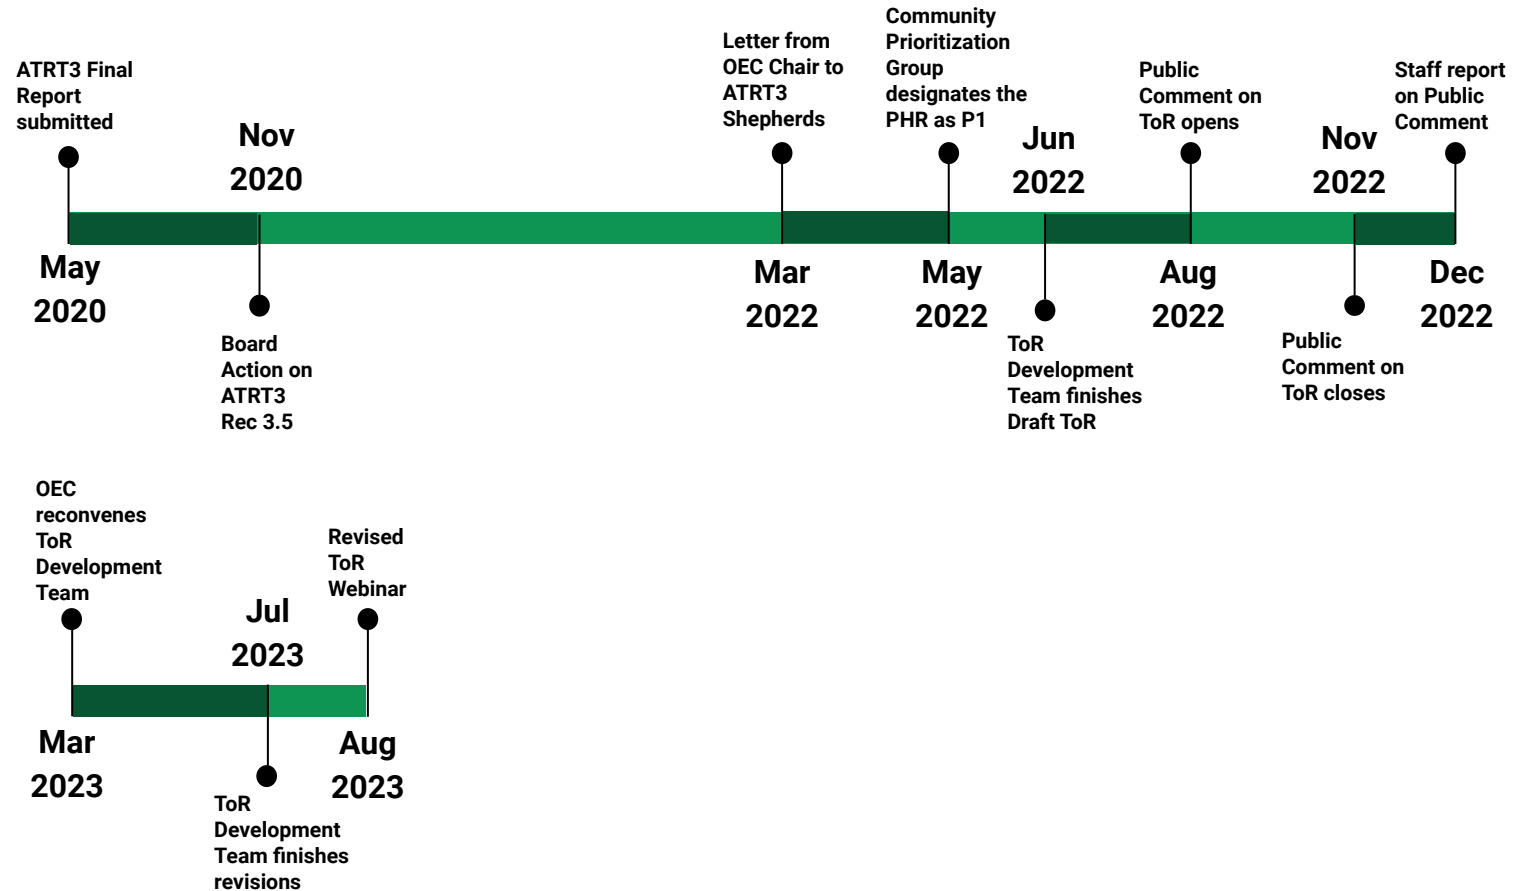 ATRT3 Final
Report
submitted
May
2020
Nov
2020
Board
Action on
ATRT3
Rec 3.5
Letter from
OEC Chair to
ATRT3
Shepherds
Mar
2022
Community
Prioritization
Group
designates the
PHR as P1
May
2022
Jun
2022
ToR
Development
Team finishes
Draft ToR
Public
Comment on
ToR opens
Aug
2022
Nov
2022
Public
Comment on
ToR closes
Staff report
on Public
Comment
Dec
2022
OEC
reconvenes
ToR
Development
Team
Mar
2023
Jul
2023
ToR
Development
Team finishes
revisions
Revised
ToR
Webinar
Aug
2023